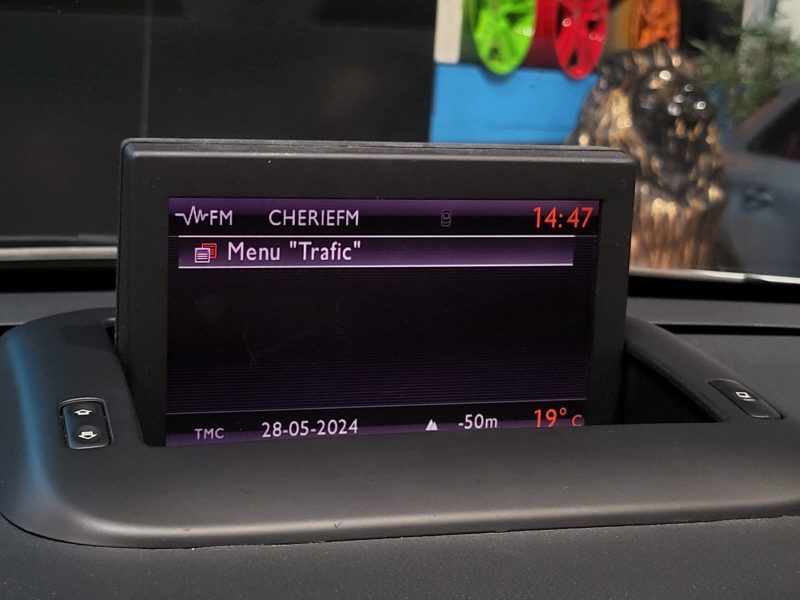 FM CHERIEFM 14:47
Menu "Trafic"
TMC 28-05-2024 -50m 19° C